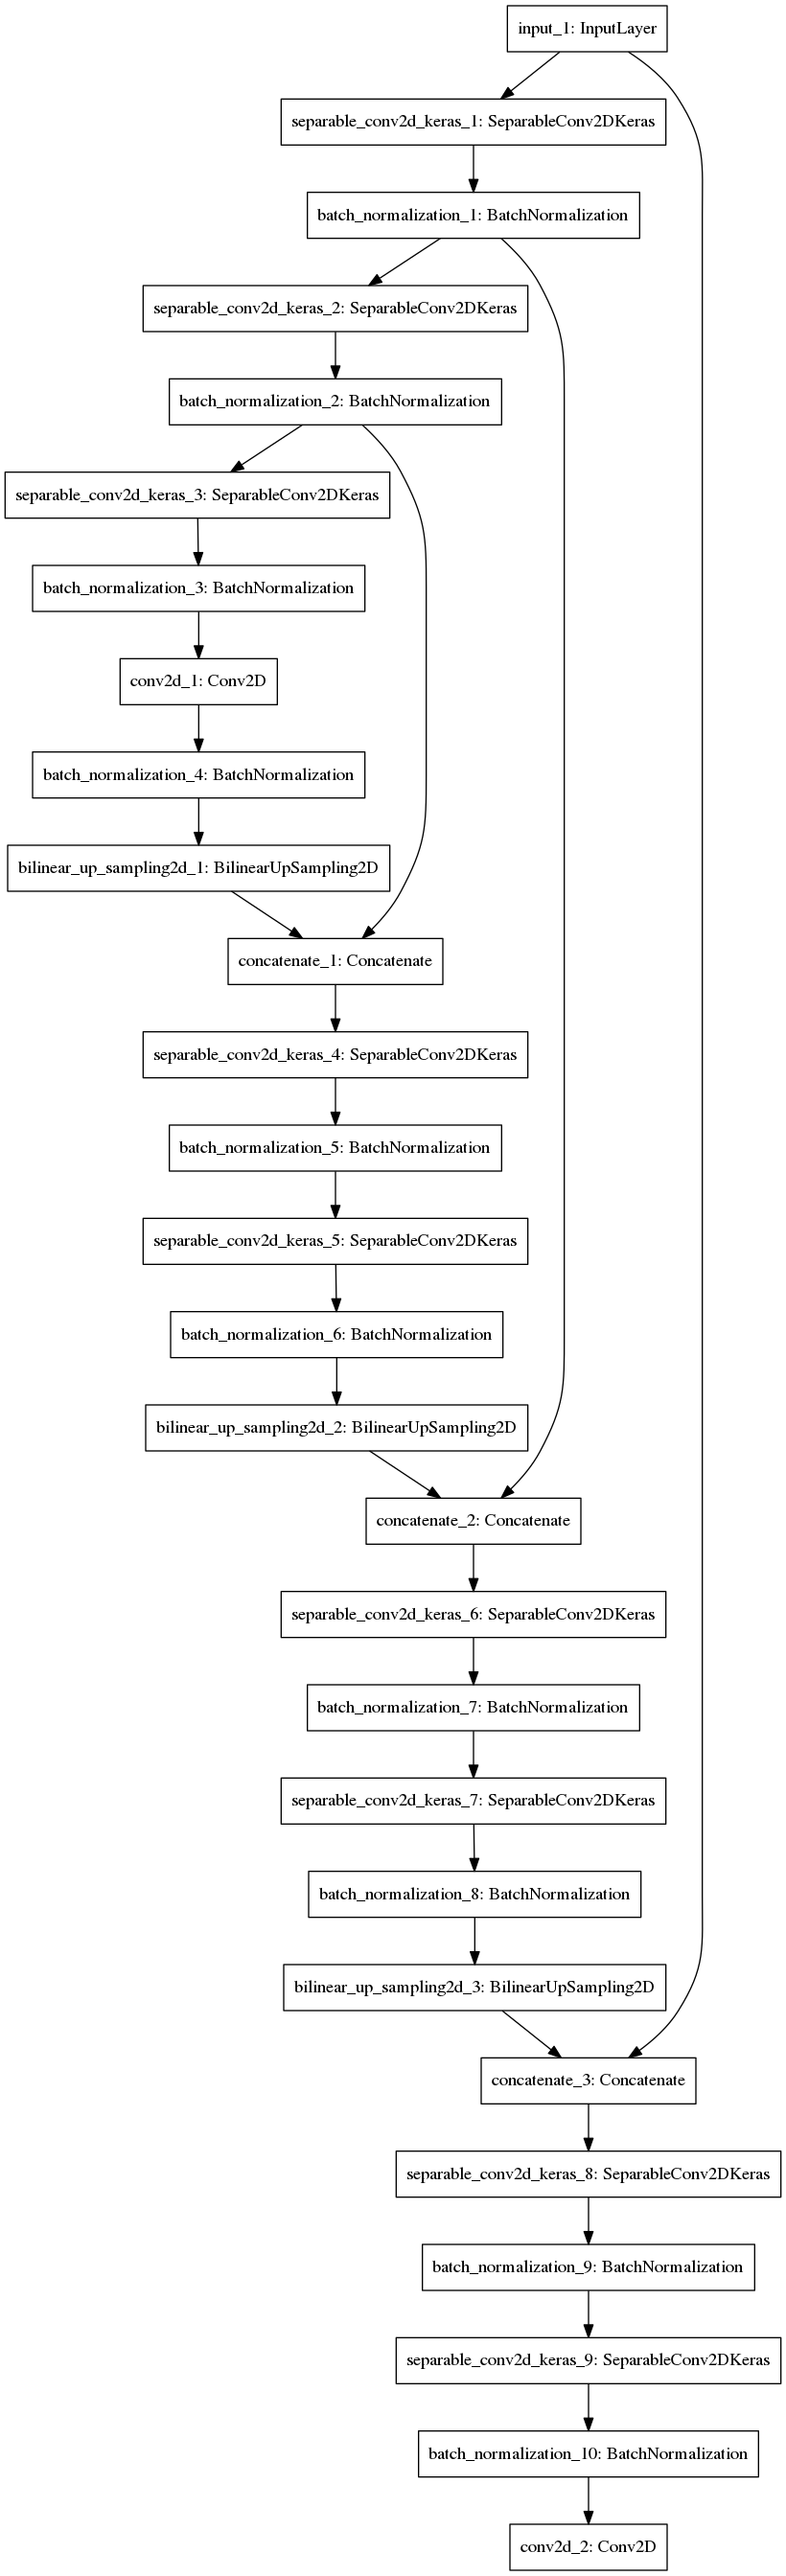 input_1: InputLayer
separable_conv2d_keras_1: SeparableConv2DKeras
batch_normalization_1: BatchNormalization
separable_conv2d_keras_2: SeparableConv2DKeras
batch_normalization_2: BatchNormalization
separable_conv2d_keras_3: SeparableConv2DKeras
batch_normalization_3: BatchNormalization
conv2d_1: Conv2D
batch_normalization_4: BatchNormalization
bilinear_up_sampling2d_1: BilinearUpSampling2D
concatenate_1: Concatenate
separable_conv2d_keras_4: SeparableConv2DKeras
batch_normalization_5: BatchNormalization
separable_conv2d_keras_5: SeparableConv2DKeras
batch_normalization_6: BatchNormalization
bilinear_up_sampling2d_2: BilinearUpSampling2D
concatenate_2: Concatenate
separable_conv2d_keras_6: SeparableConv2DKeras
batch_normalization_7: BatchNormalization
separable_conv2d_keras_7: SeparableConv2DKeras
batch_normalization_8: BatchNormalization
bilinear_up_sampling2d_3: BilinearUpSampling2D
concatenate_3: Concatenate
separable_conv2d_keras_8: SeparableConv2DKeras
batch_normalization_9: BatchNormalization
separable_conv2d_keras_9: SeparableConv2DKeras
batch_normalization_10: BatchNormalization
conv2d_2: Conv2D